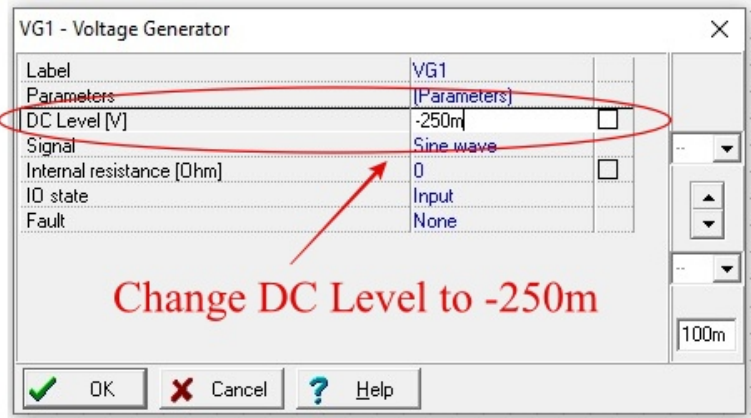 VG1 - Voltage Generator
Label VG1
Parameters (Parameters)
DC Level [V] -250m
Signal Sine wave
Internal resistance [Ohm] 0
IO state Input
Fault None
Change DC Level to -250m
100m
OK Cancel ? Help